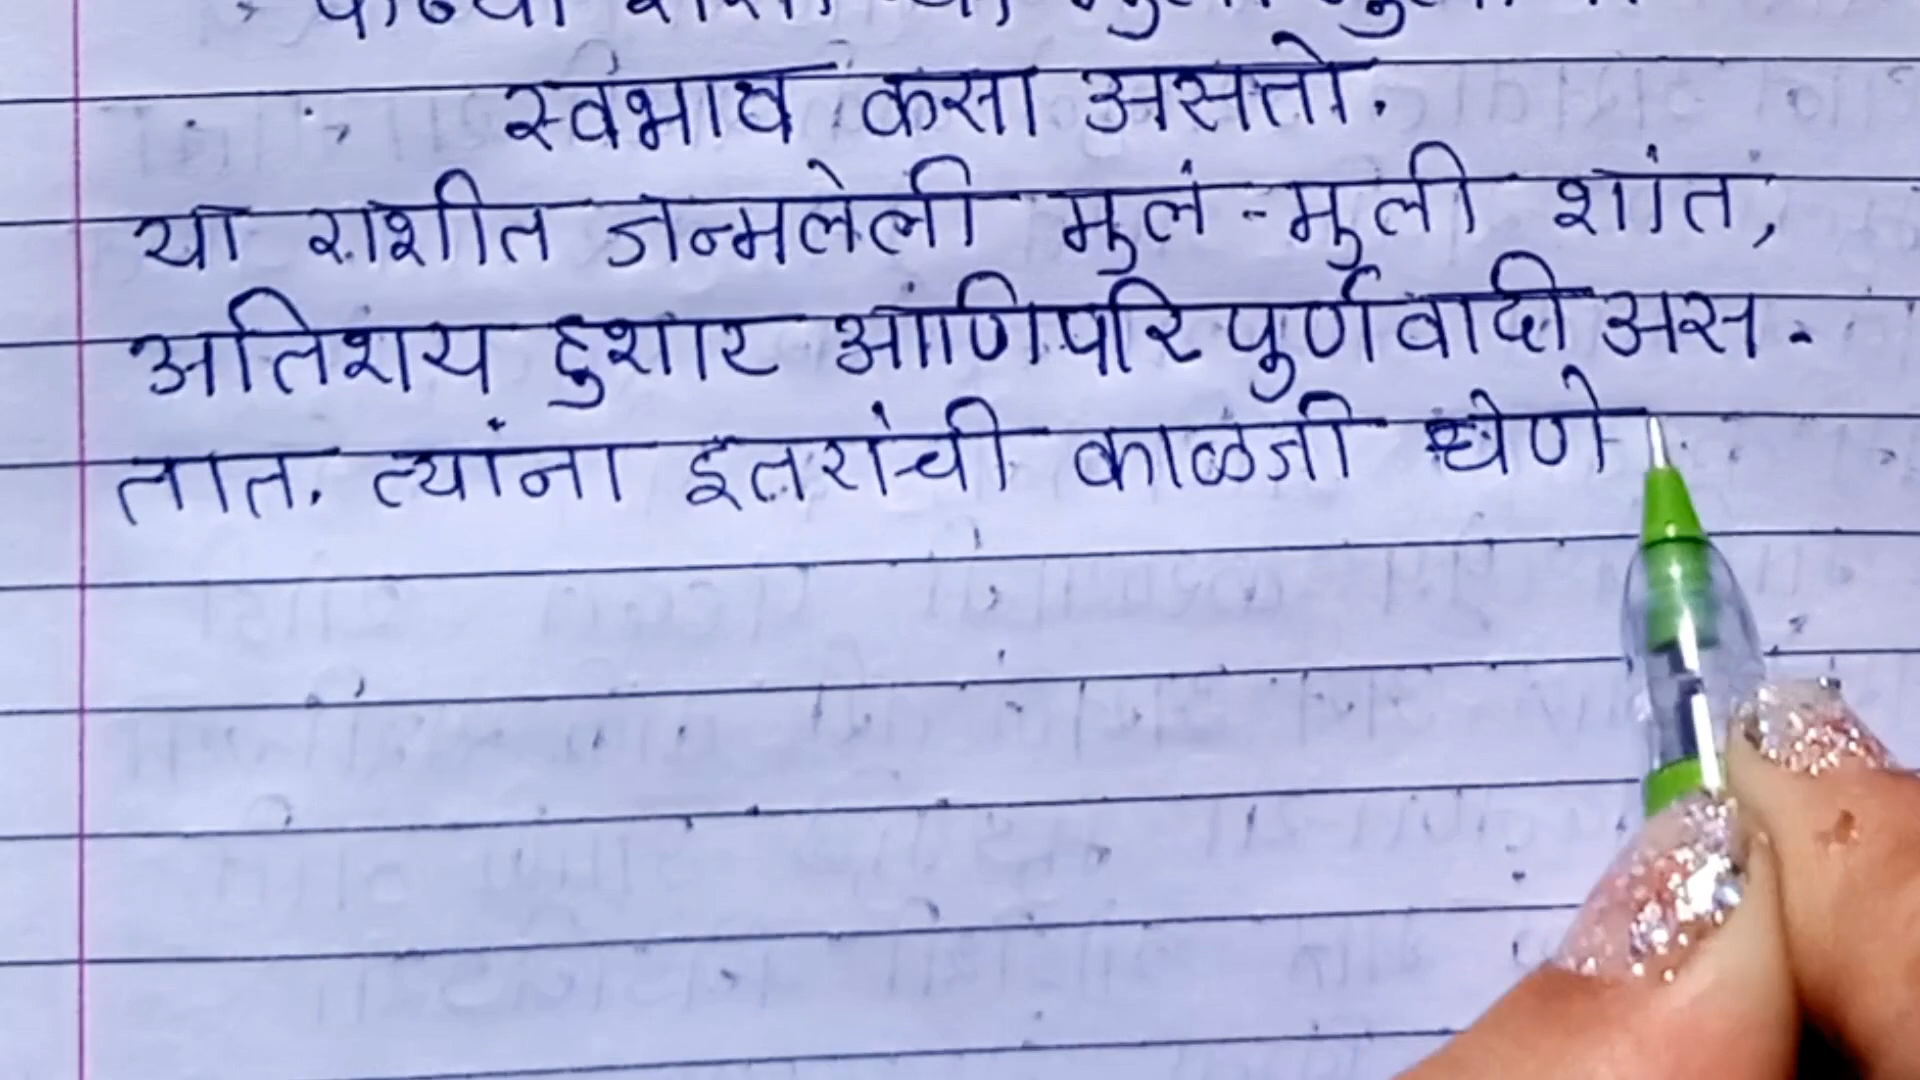 स्वभाव कसा असतो.
या राशीत जन्मलेली मुलं-मुली शांत,
अतिशय हुशार आणि परिपुर्णवादी अस-
तात. त्यांना इतरांची काळजी घेणे